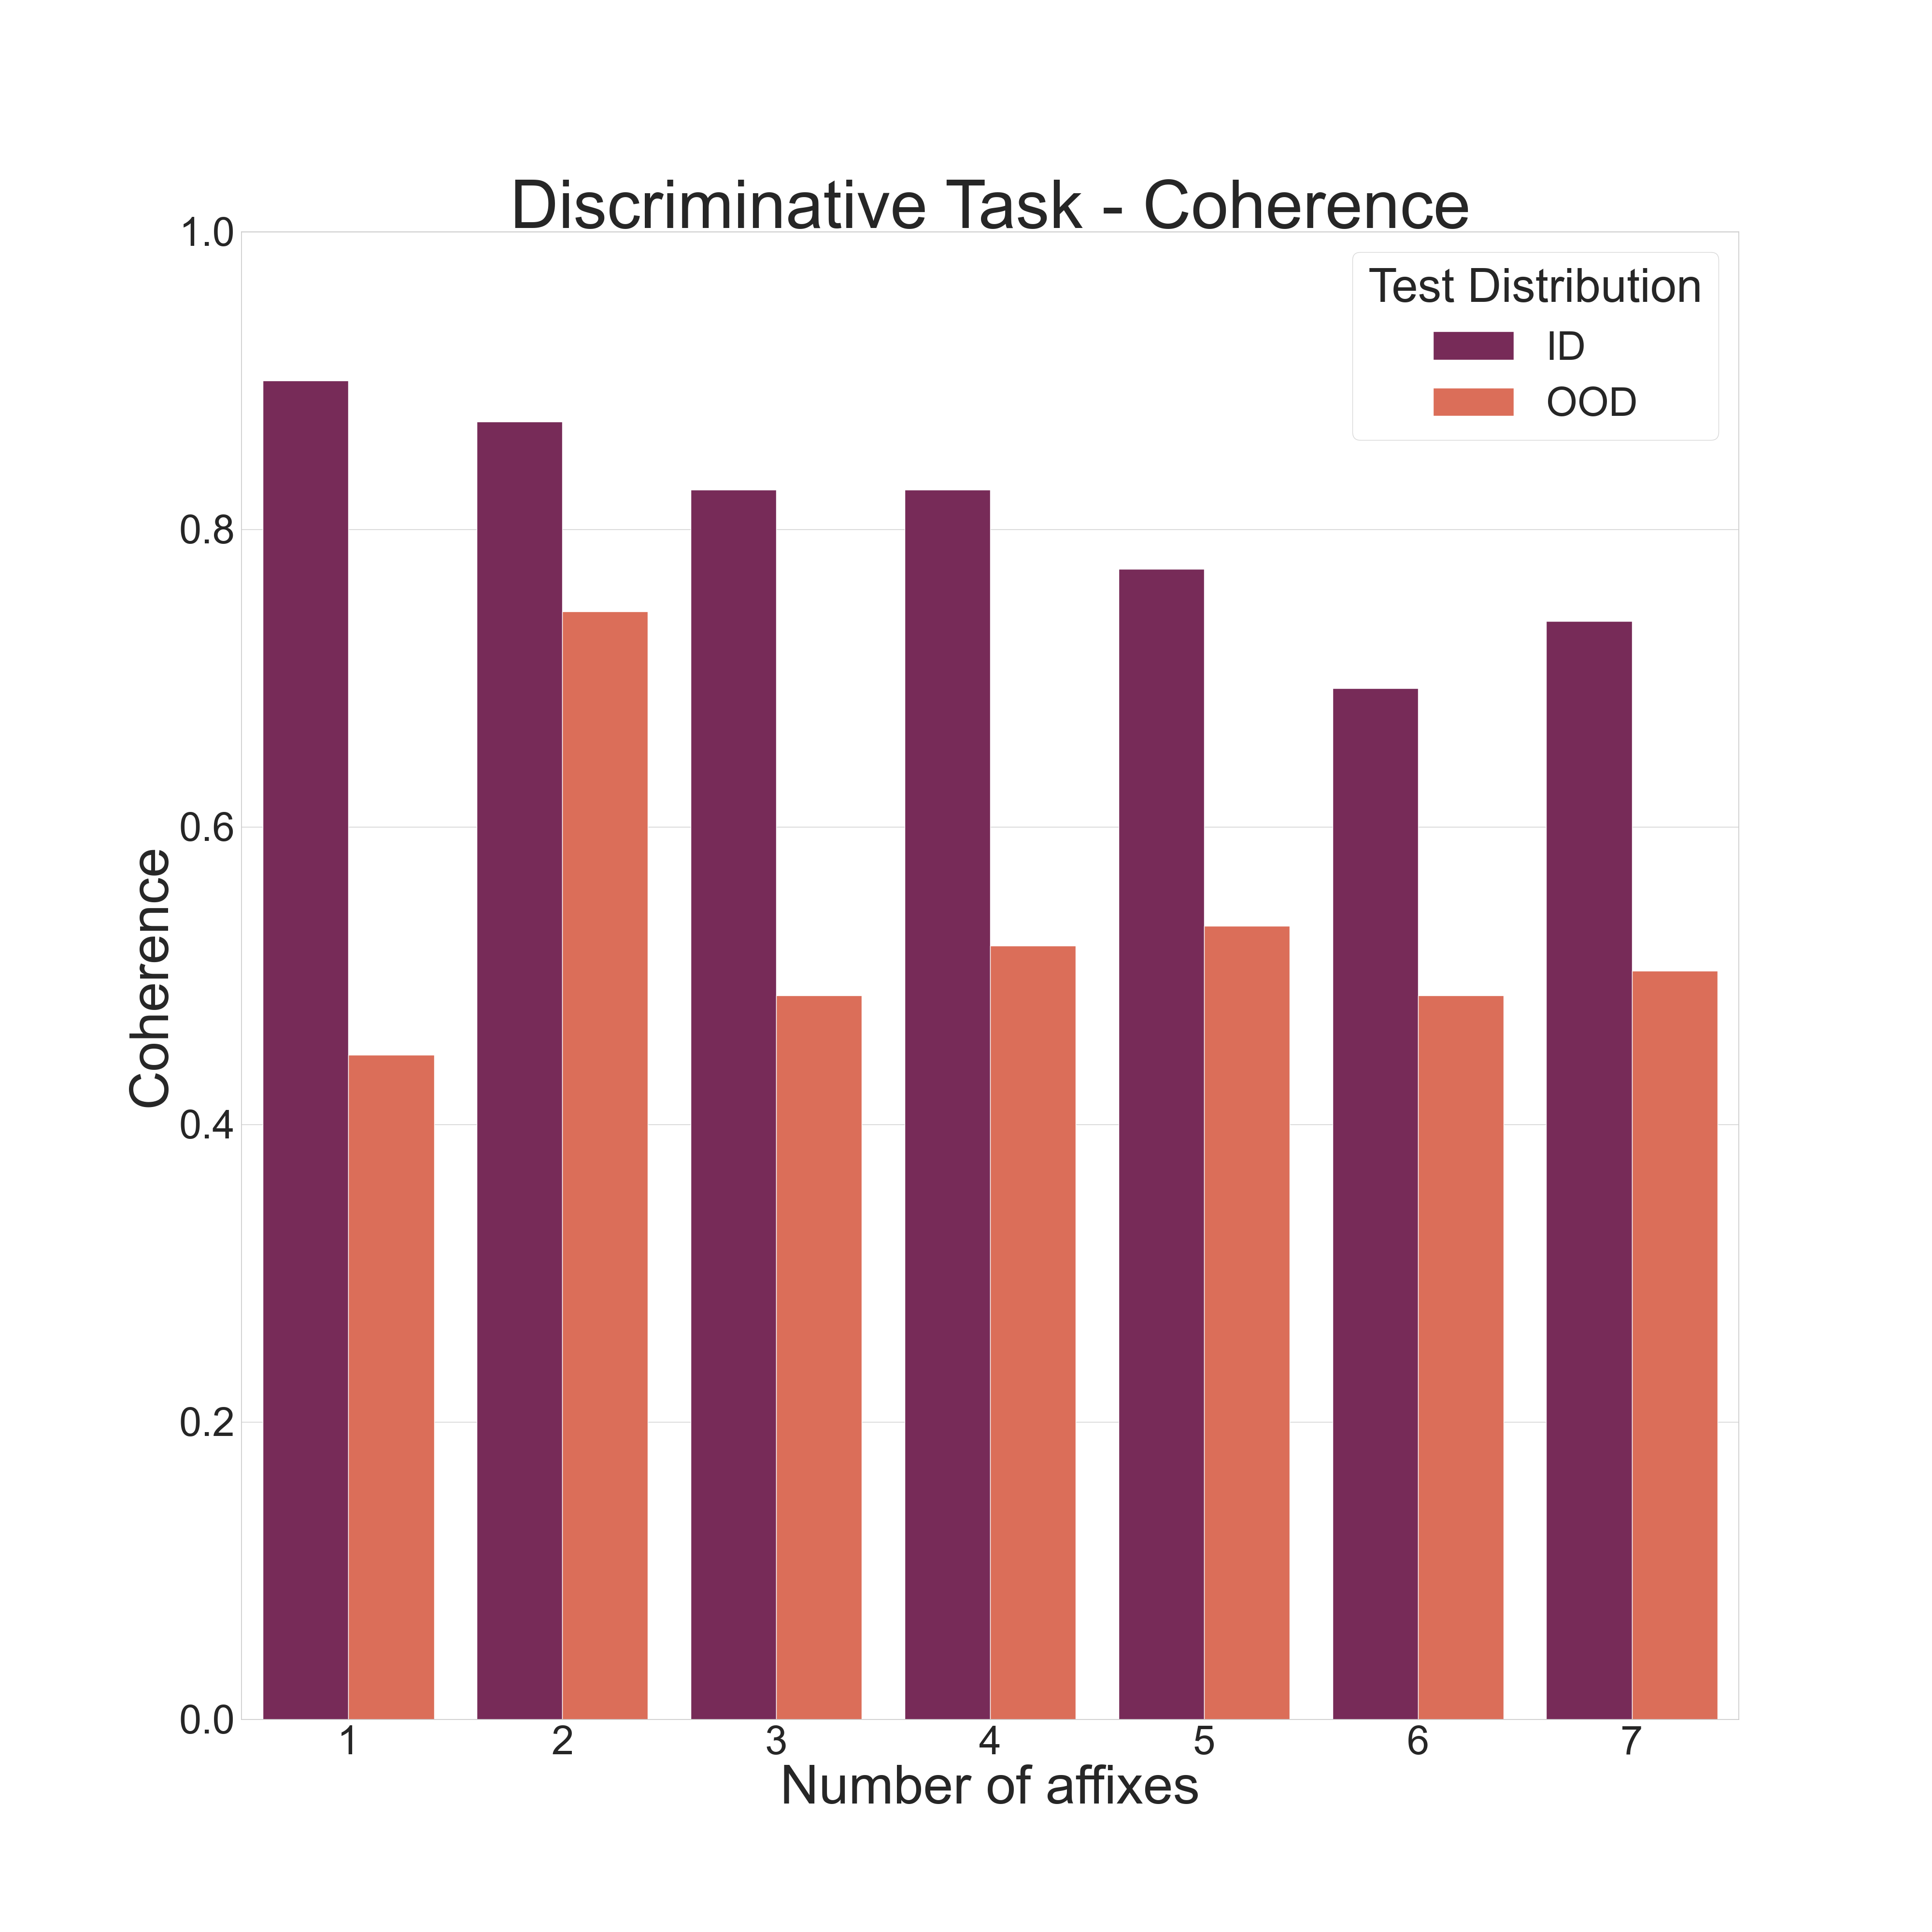 Discriminative Task - Coherence
Test Distribution
ID
OOD
1.0
0.8
0.6
0.4
0.2
0.0
Coherence
1 2 3 4 5 6 7
Number of affixes